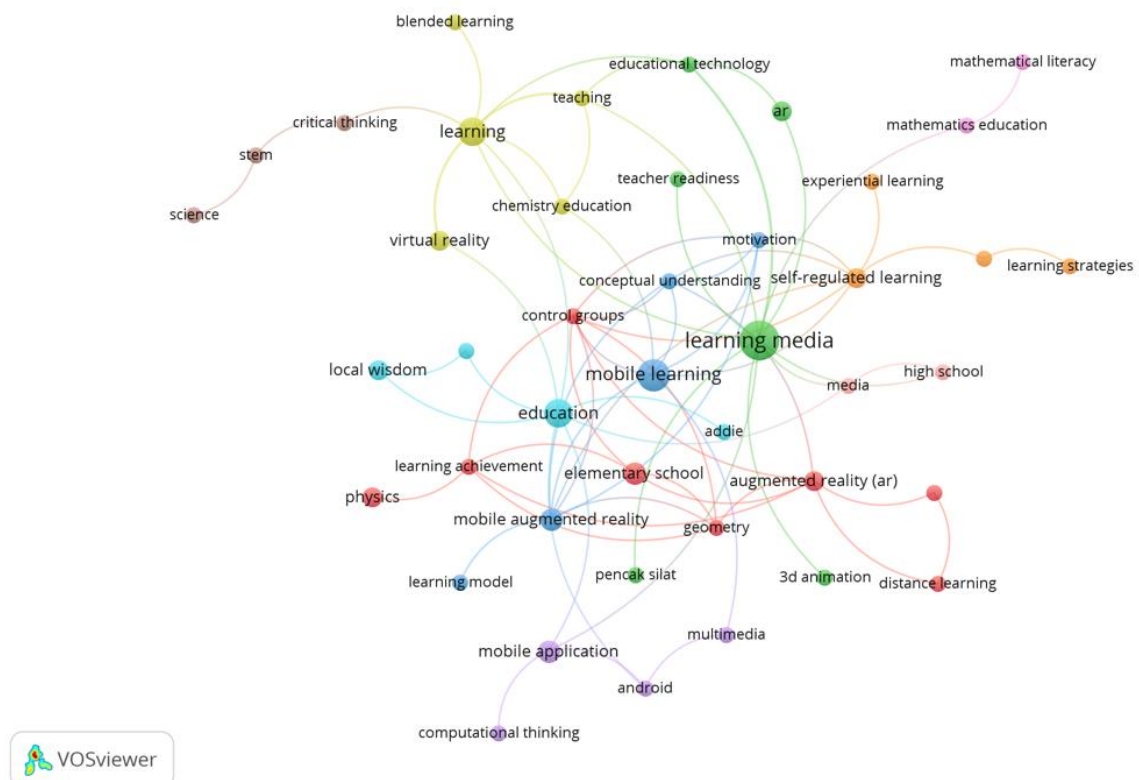 blended learning
educational technology
mathematical literacy
teaching
ar
critical thinking
learning
mathematics education
stem
teacher readiness
experiential learning
science
chemistry education
virtual reality
motivation
conceptual understanding
self-regulated learning
learning strategies
control groups
learning media
local wisdom
mobile learning
media
high school
education
addie
learning achievement
elementary school
augmented reality (ar)
physics
mobile augmented reality
geometry
learning model
pencak silat
3d animation
distance learning
multimedia
mobile application
android
computational thinking
VOSviewer